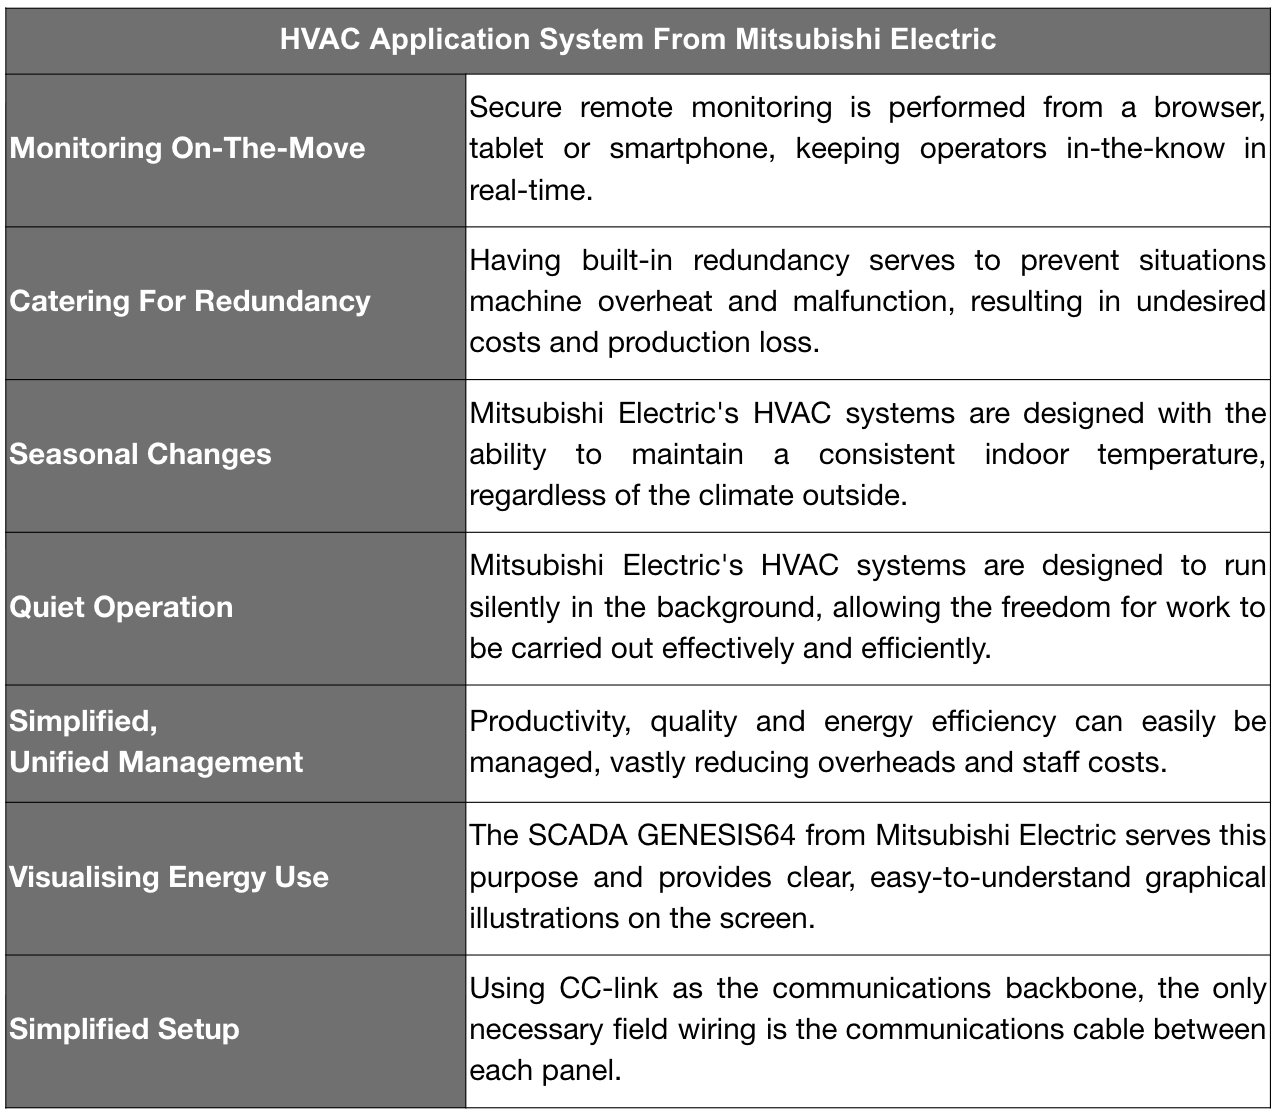 HVAC Application System From Mitsubishi Electric
Monitoring On-The-Move
Secure remote monitoring is performed from a browser,
tablet or smartphone, keeping operators in-the-know in
real-time.
Catering For Redundancy
Having built-in redundancy serves to prevent situations
machine overheat and malfunction, resulting in undesired
costs and production loss.
Seasonal Changes
Mitsubishi Electric's HVAC systems are designed with the
ability to maintain a consistent indoor temperature,
regardless of the climate outside.
Quiet Operation
Mitsubishi Electric's HVAC systems are designed to run
silently in the background, allowing the freedom for work to
be carried out effectively and efficiently.
Simplified,
Unified Management
Productivity, quality and energy efficiency can easily be
managed, vastly reducing overheads and staff costs.
Visualising Energy Use
The SCADA GENESIS64 from Mitsubishi Electric serves this
purpose and provides clear, easy-to-understand graphical
illustrations on the screen.
Simplified Setup
Using CC-link as the communications backbone, the only
necessary field wiring is the communications cable between
each panel.